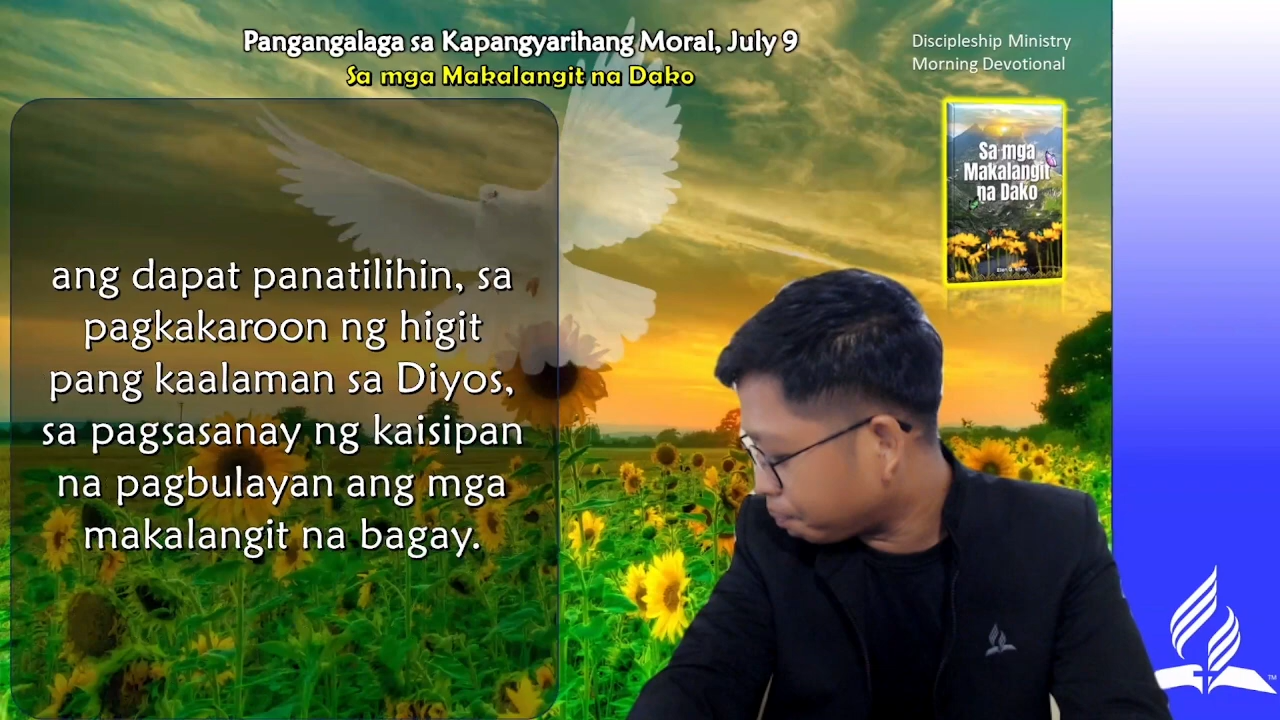 Pangangalaga sa Kapangyarihang Moral, July 9
Sa mga Makalangit na Dako
Discipleship Ministry
Morning Devotional
Sa mga
Makalangit
na Dako
ang dapat panatilihin, sa
pagkakaroon ng higit
pang kaalaman sa Diyos,
sa pagsasanay ng kaisipan
na pagbulayan ang mga
makalangit na bagay.
TM